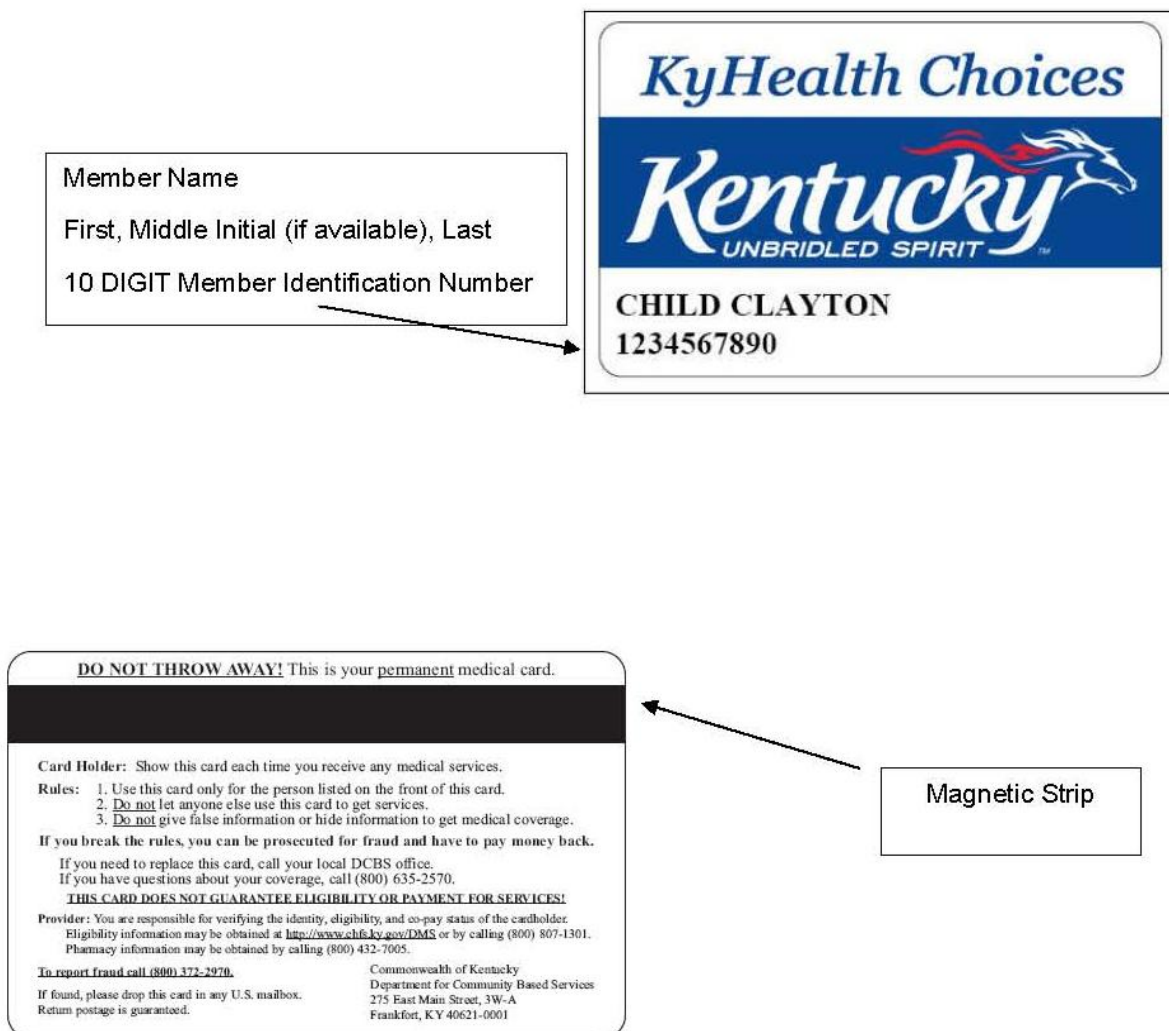 KyHealth Choices
Kentucky
UNBRIDLED SPIRIT™
CHILD CLAYTON
1234567890
Member Name
First, Middle Initial (if available), Last
10 DIGIT Member Identification Number
DO NOT THROW AWAY! This is your permanent medical card.
Card Holder: Show this card each time you receive any medical services.
Rules: 1. Use this card only for the person listed on the front of this card.
2. Do not let anyone else use this card to get services.
3. Do not give false information or hide information to get medical coverage.
If you break the rules, you can be prosecuted for fraud and have to pay money back.
If you need to replace this card, call your local DCBS office.
If you have questions about your coverage, call (800) 635-2570.
THIS CARD DOES NOT GUARANTEE ELIGIBILITY OR PAYMENT FOR SERVICES!
Provider: You are responsible for verifying the identity, eligibility, and co-pay status of the cardholder.
Eligibility information may be obtained at http://www.chfs.ky.gov/DMS or by calling (800) 807-1301.
Pharmacy information may be obtained by calling (800) 432-7005.
To report fraud call (800) 372-2970.
If found, please drop this card in any U.S. mailbox.
Return postage is guaranteed.
Commonwealth of Kentucky
Department for Community Based Services
275 East Main Street, 3W-A
Frankfort, KY 40621-0001
Magnetic Strip